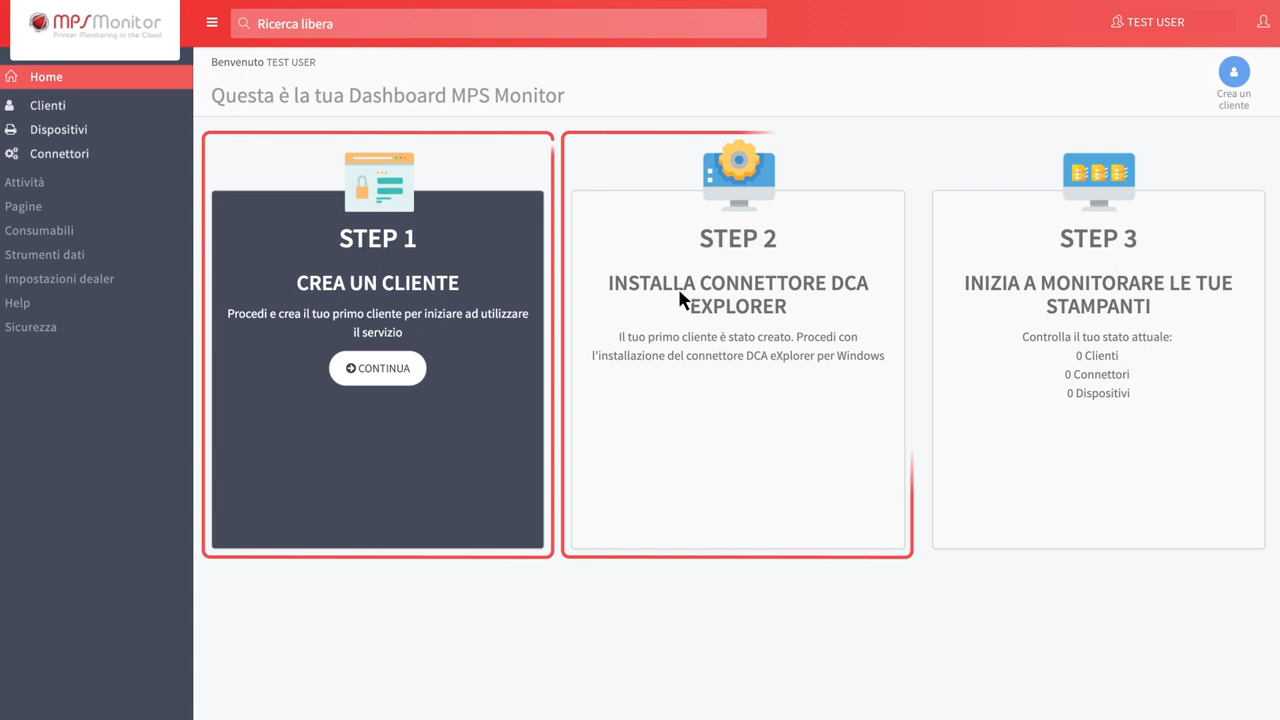 MPSMonitor
Printer Monitoring in the Cloud
Ricerca libera
TEST USER
Home
Clienti
Dispositivi
Connettori
Attività
Pagine
Consumabili
Strumenti dati
Impostazioni dealer
Help
Sicurezza
Benvenuto TEST USER
Questa è la tua Dashboard MPS Monitor
Crea un
cliente
STEP 1
CREA UN CLIENTE
Procedi e crea il tuo primo cliente per iniziare ad utilizzare
il servizio
CONTINUA
STEP 2
INSTALLA CONNETTORE DCA
EXPLORER
Il tuo primo cliente è stato creato. Procedi con
l'installazione del connettore DCA eXplorer per Windows
STEP 3
INIZIA A MONITORARE LE TUE
STAMPANTI
Controlla il tuo stato attuale:
0 Clienti
0 Connettori
0 Dispositivi